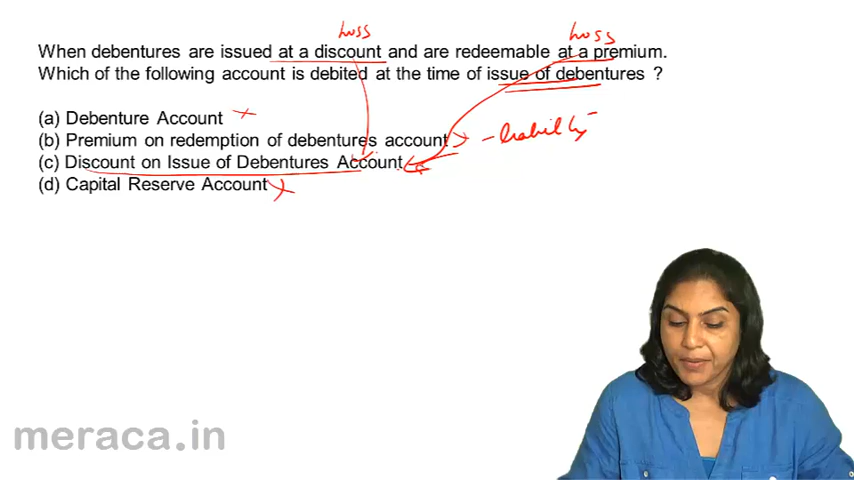 Loss
Loss
When debentures are issued at a discount and are redeemable at a premium.
Which of the following account is debited at the time of issue of debentures ?
(a) Debenture Account
(b) Premium on redemption of debentures account - Liability
(c) Discount on Issue of Debentures Account
(d) Capital Reserve Account
meraca.in